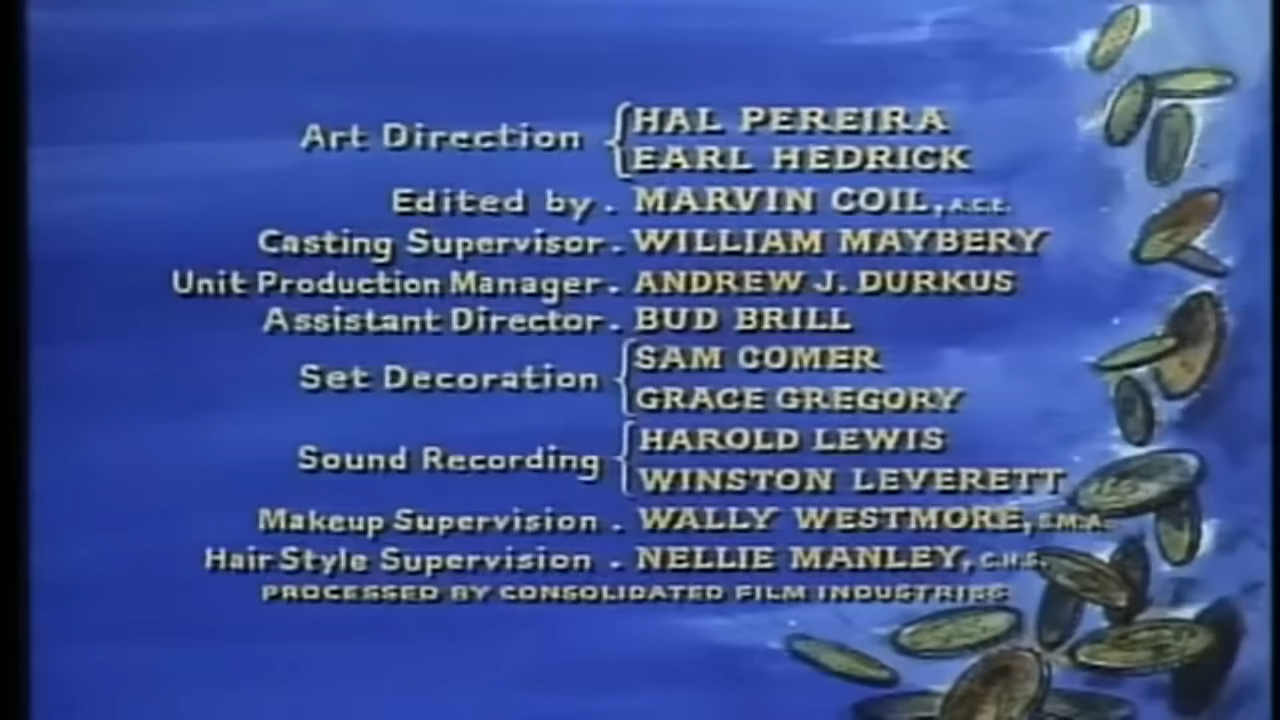 Art Direction { HAL PEREIRA
EARL HEDRICK
Edited by . MARVIN COIL, A.C.E.
Casting Supervisor . WILLIAM MAYBERY
Unit Production Manager . ANDREW J. DURKUS
Assistant Director . BUD BRILL
Set Decoration { SAM COMER
GRACE GREGORY
Sound Recording { HAROLD LEWIS
WINSTON LEVERETT
Makeup Supervision . WALLY WESTMORE, S.M.A.
Hair Style Supervision . NELLIE MANLEY, C.H.S.
PROCESSED BY CONSOLIDATED FILM INDUSTRIES